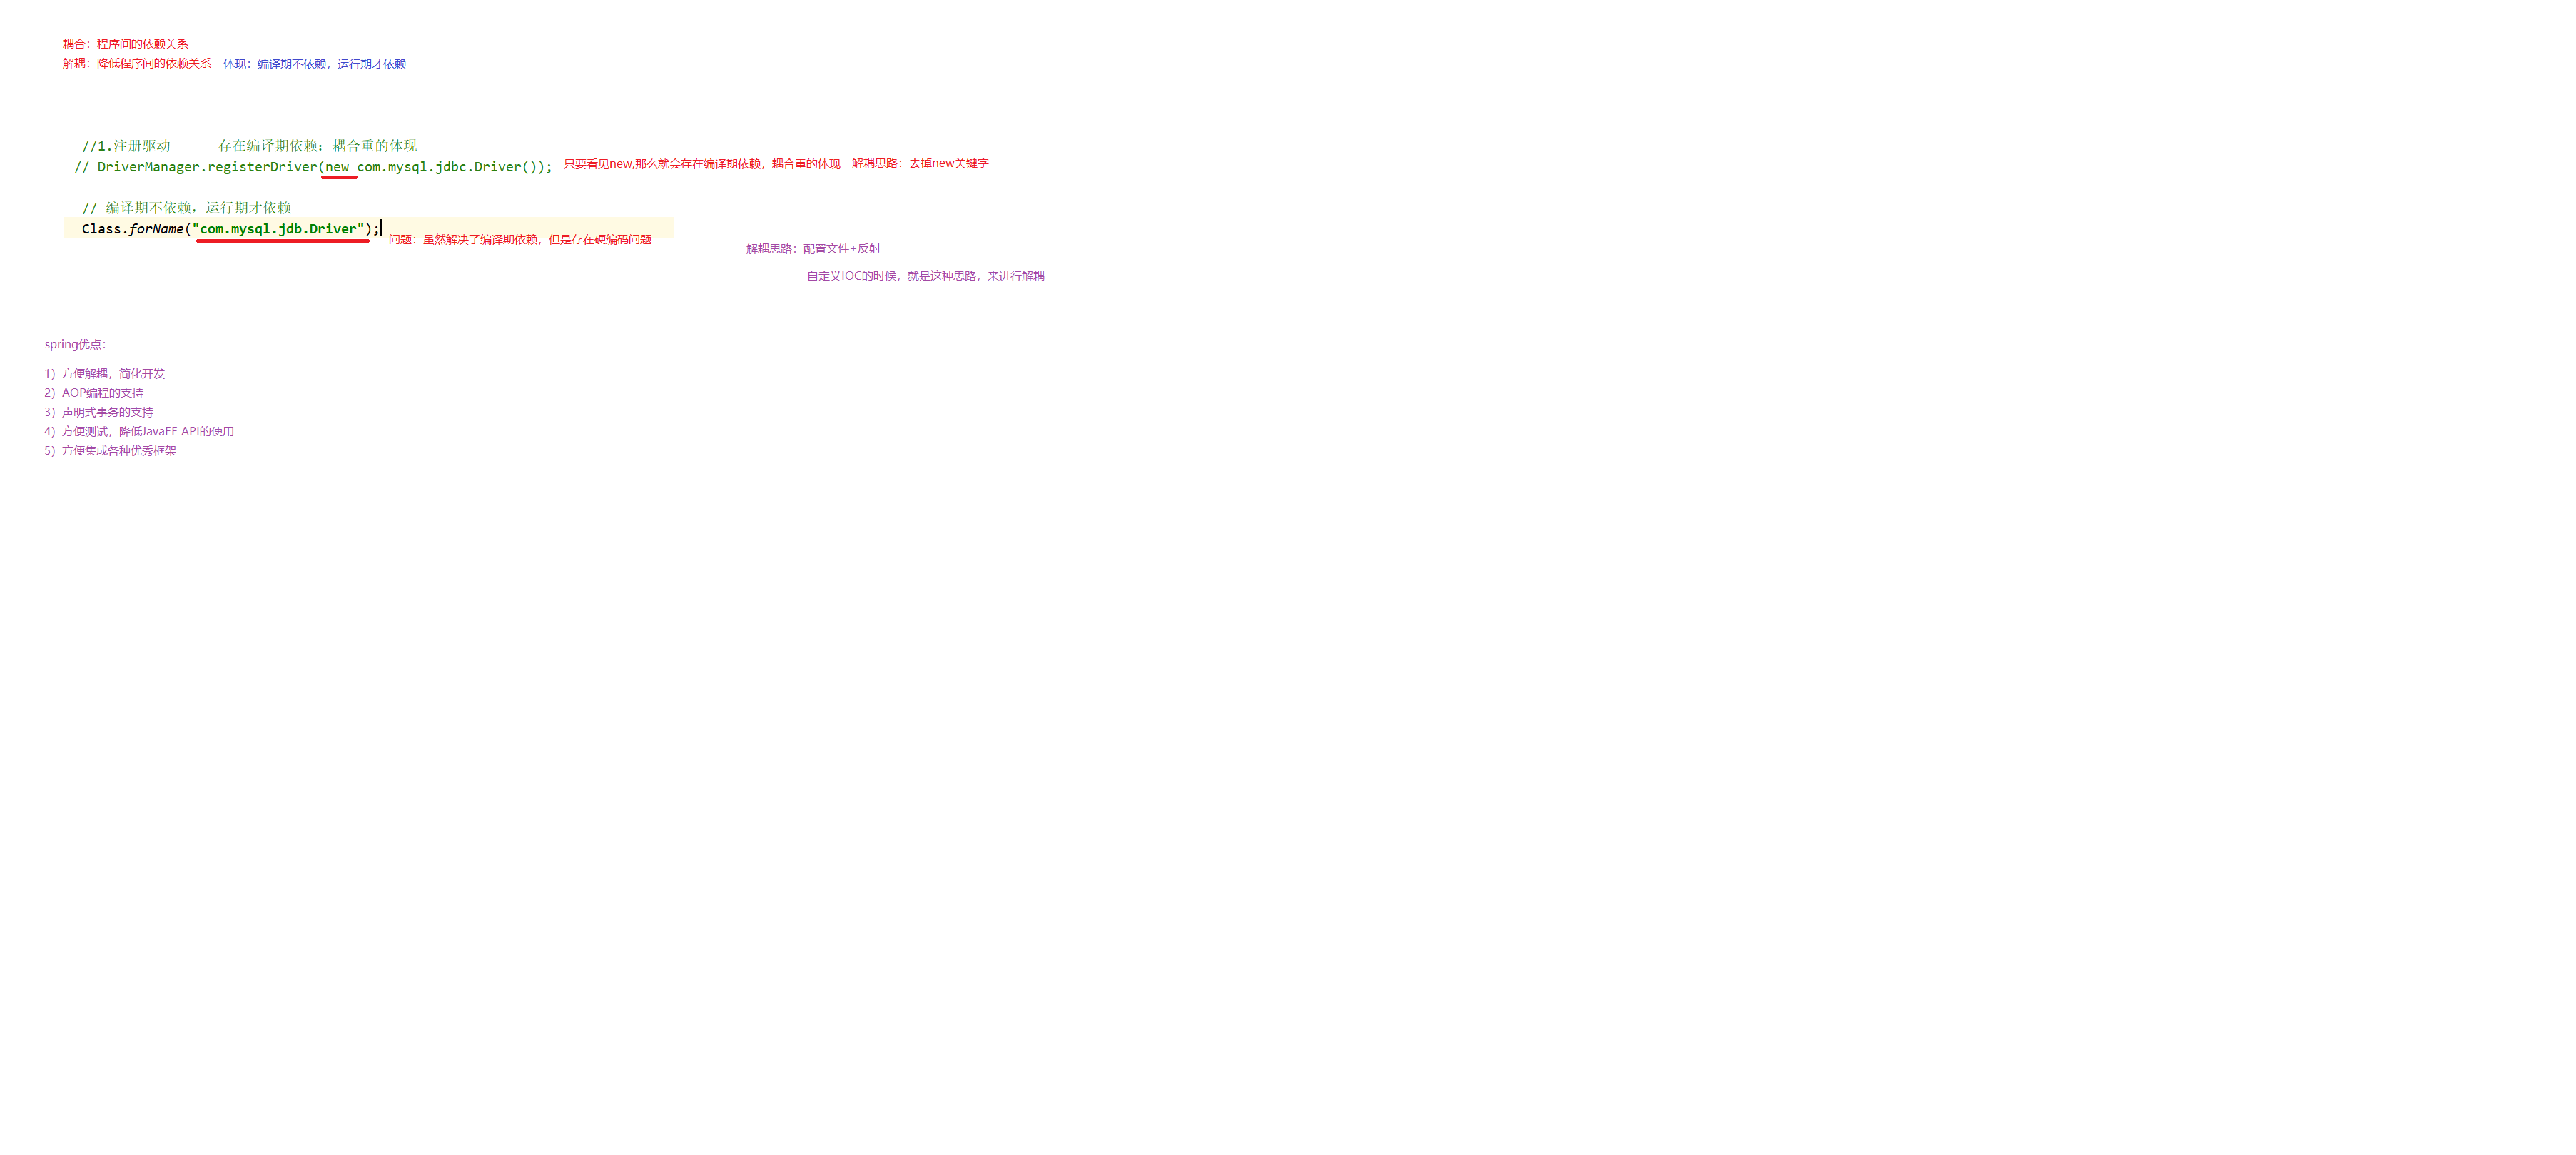 耦合：程序间的依赖关系
解耦：降低程序间的依赖关系 体现：编译期不依赖，运行期才依赖
//1.注册驱动 存在编译期依赖：耦合重的体现
// DriverManager.registerDriver(new com.mysql.jdbc.Driver()); 只要看见new,那么就会存在编译期依赖，耦合重的体现 解耦思路：去掉new关键字
// 编译期不依赖，运行期才依赖
Class.forName("com.mysql.jdb.Driver");
问题：虽然解决了编译期依赖，但是存在硬编码问题
解耦思路：配置文件+反射
自定义IOC的时候，就是这种思路，来进行解耦
spring优点：
1）方便解耦，简化开发
2）AOP编程的支持
3）声明式事务的支持
4）方便测试，降低JavaEE API的使用
5）方便集成各种优秀框架